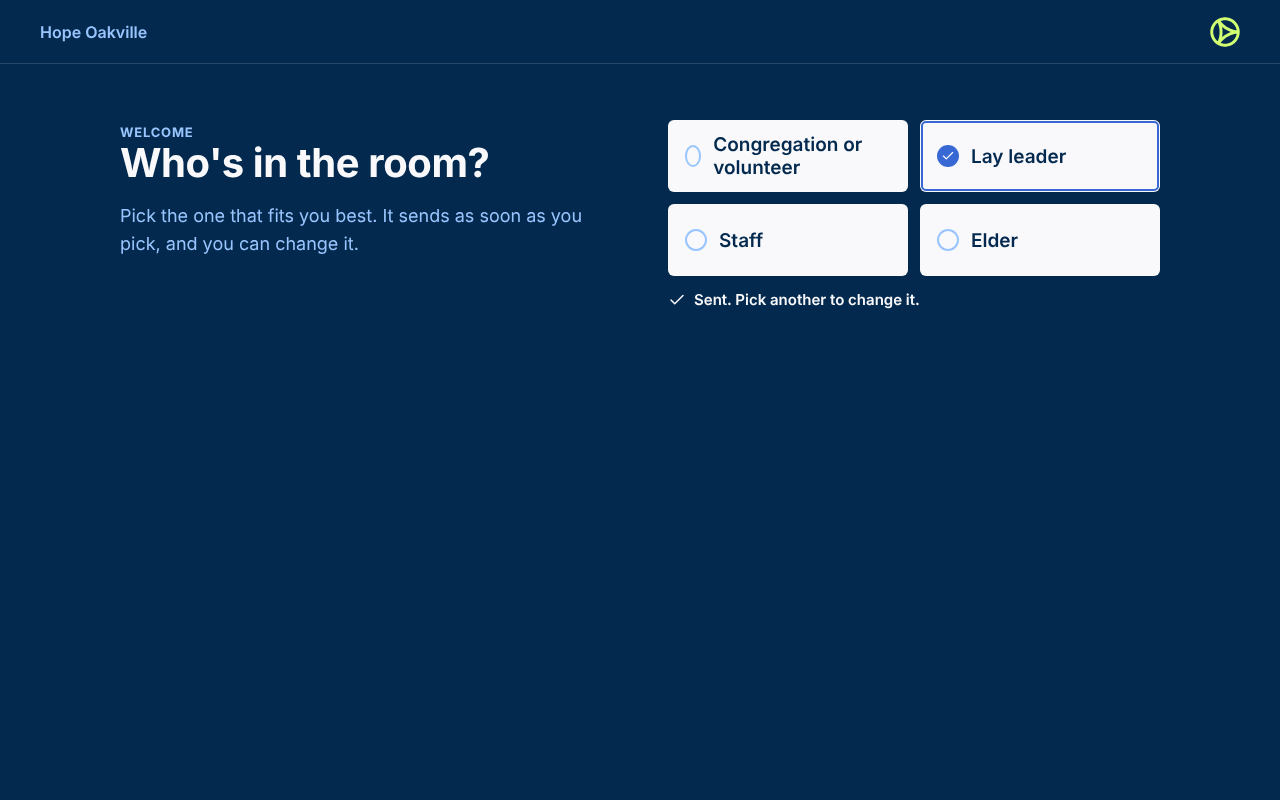 Hope Oakville
WELCOME
Who's in the room?
Pick the one that fits you best. It sends as soon as you
pick, and you can change it.
Congregation or
volunteer
Lay leader
Staff
Elder
Sent. Pick another to change it.